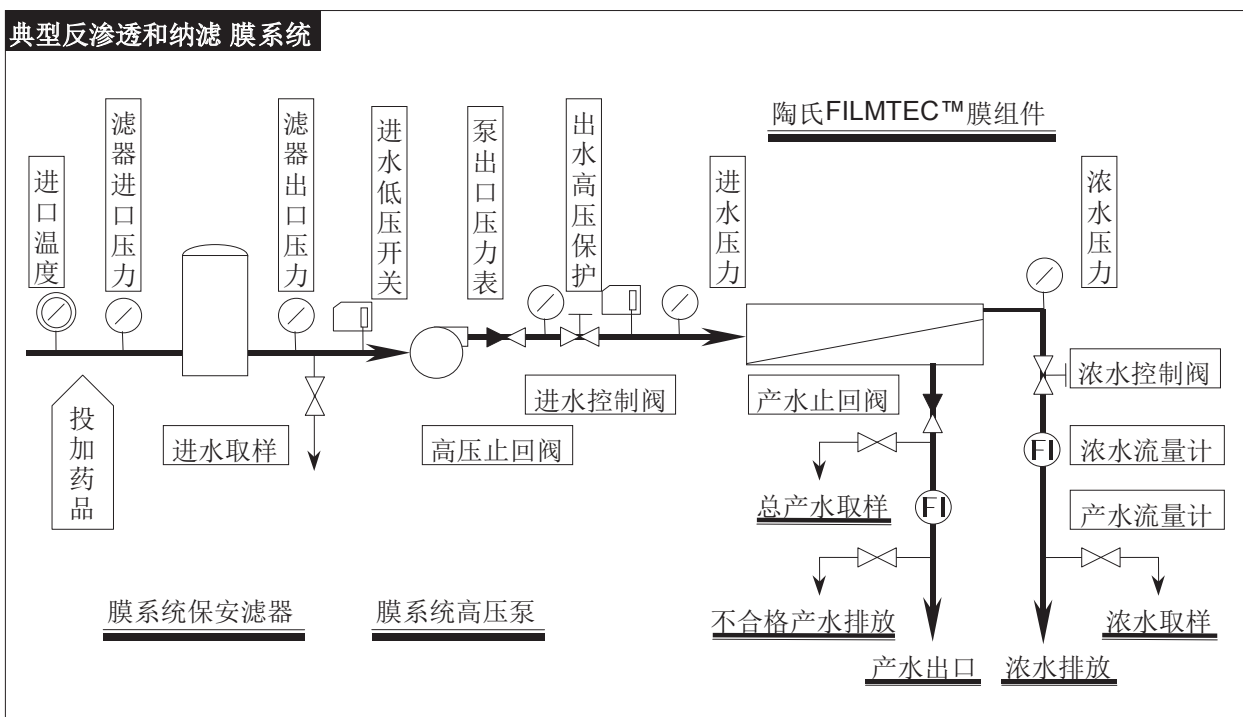 典型反渗透和纳滤 膜系统
陶氏FILMTEC™膜组件
进口温度
滤器进口压力
滤器出口压力
进水低压开关
泵出口压力表
出水高压保护
进水压力
浓水压力
投加药品
进水取样
高压止回阀
进水控制阀
产水止回阀
浓水控制阀
FI
浓水流量计
总产水取样
FI
产水流量计
膜系统保安滤器
膜系统高压泵
不合格产水排放
浓水取样
产水出口
浓水排放